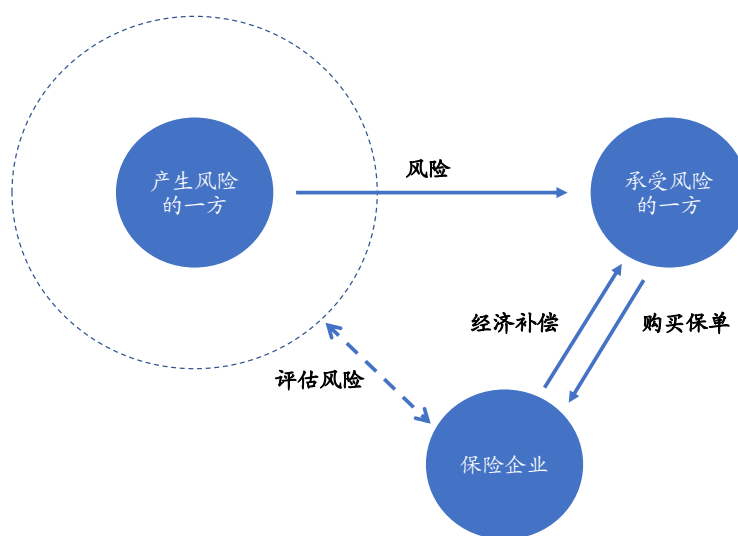 产生风险
的一方
风险
承受风险
的一方
经济补偿
购买保单
评估风险
保险企业